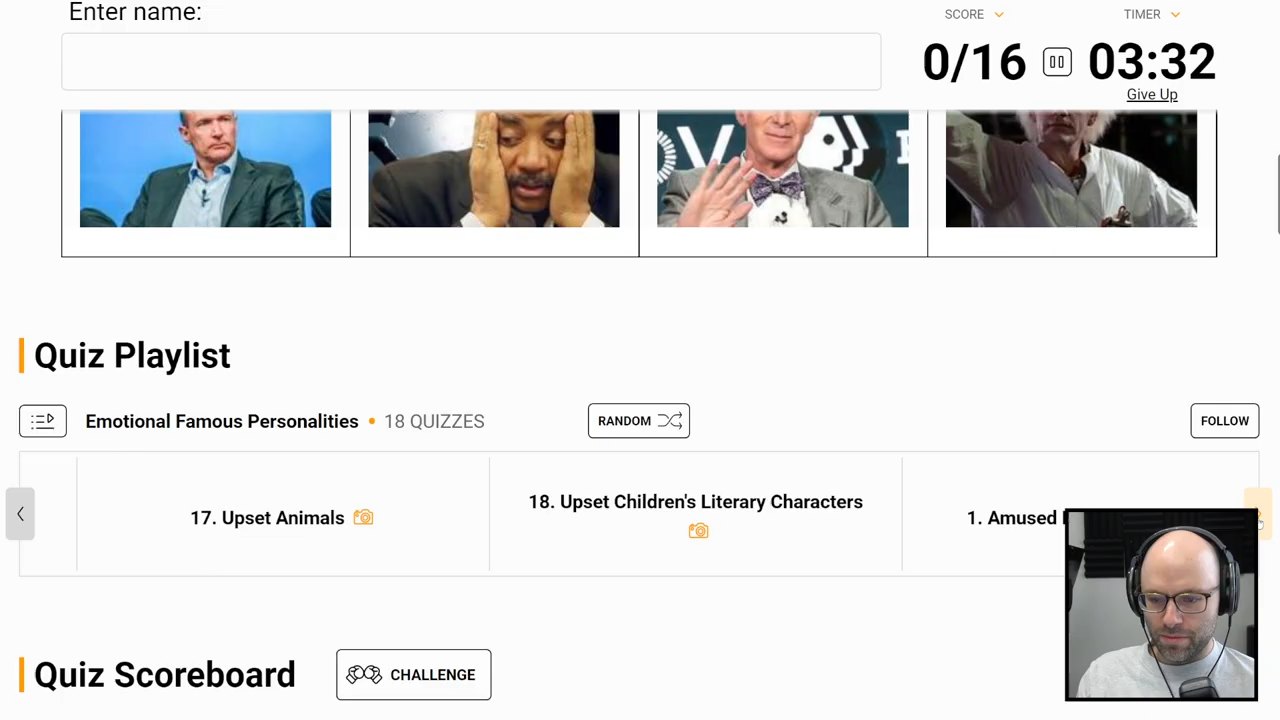 Enter name:
SCORE
TIMER
0/16
03:32
Give Up
Quiz Playlist
Emotional Famous Personalities • 18 QUIZZES
RANDOM
FOLLOW
17. Upset Animals
18. Upset Children's Literary Characters
1. Amused
Quiz Scoreboard
CHALLENGE